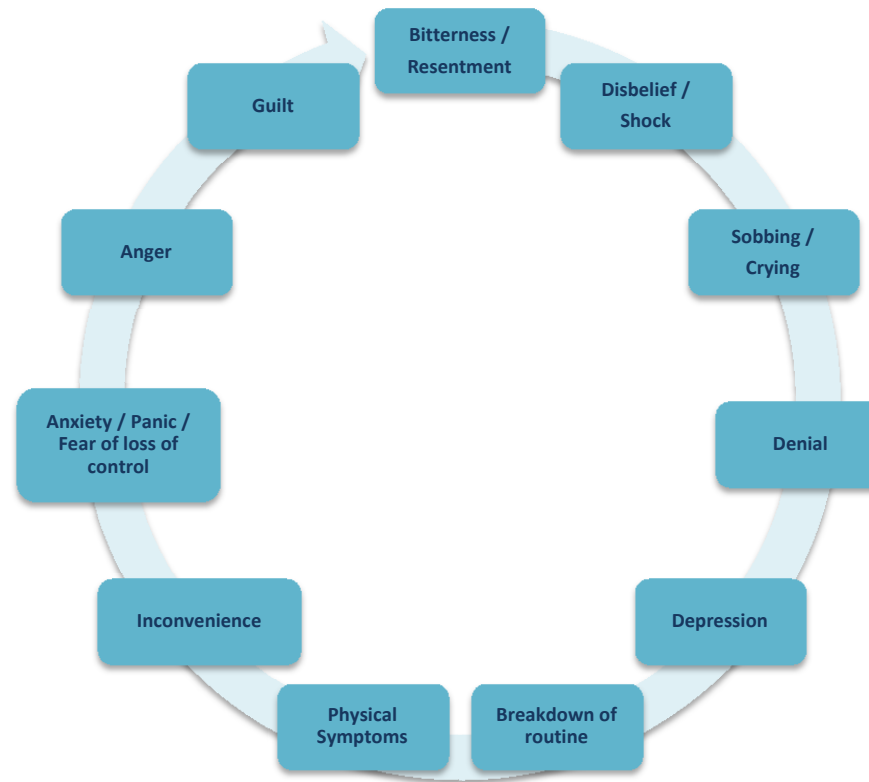 Bitterness /
Resentment
Disbelief /
Shock
Sobbing /
Crying
Denial
Depression
Breakdown of
routine
Physical
Symptoms
Inconvenience
Anxiety / Panic /
Fear of loss of
control
Anger
Guilt